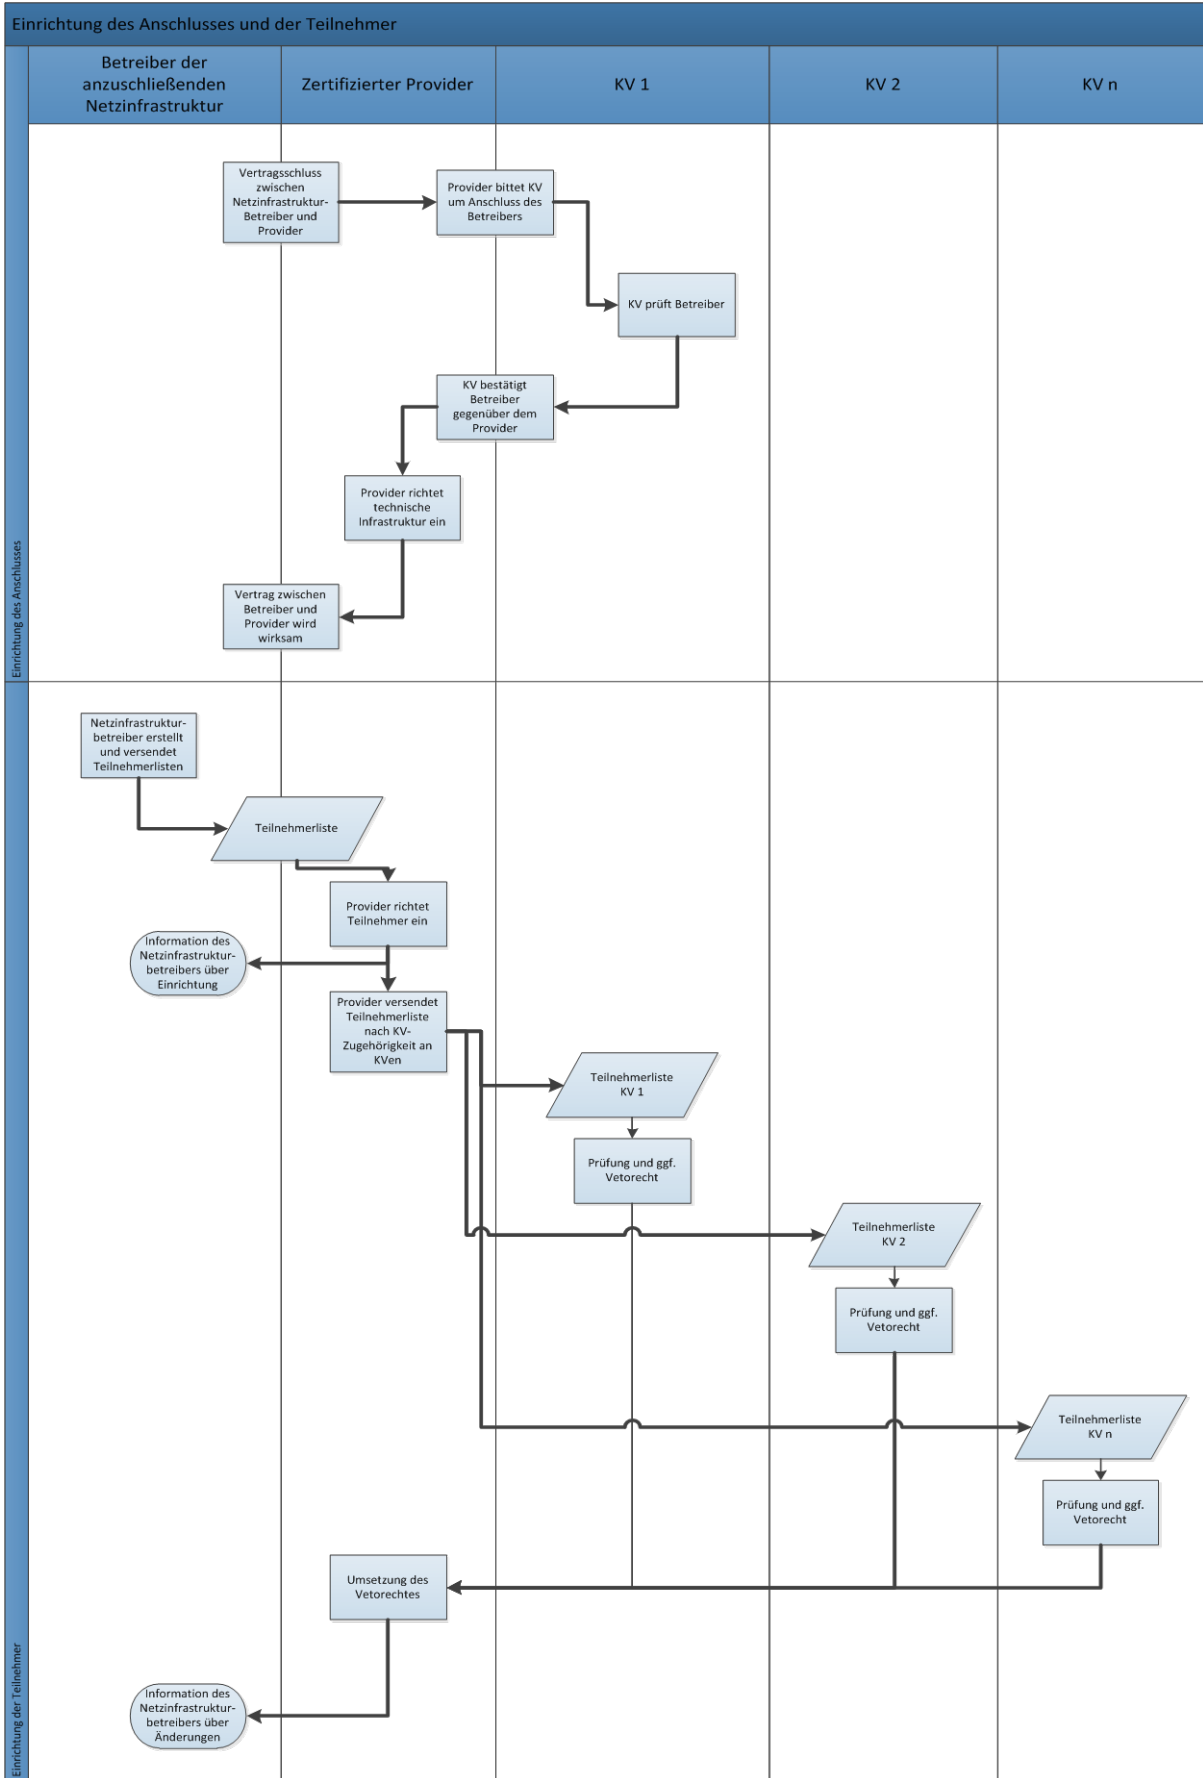 Einrichtung des Anschlusses und der Teilnehmer
Betreiber der
anzuschließenden
Netzinfrastruktur
Zertifizierter Provider
KV 1
KV 2
KV n
Einrichtung des Anschlusses
Vertragsschluss
zwischen
Netzinfrastruktur-
Betreiber und
Provider
Provider bittet KV
um Anschluss des
Betreibers
KV prüft Betreiber
KV bestätigt
Betreiber
gegenüber dem
Provider
Provider richtet
technische
Infrastruktur ein
Vertrag zwischen
Betreiber und
Provider wird
wirksam
Einrichtung der Teilnehmer
Netzinfrastruktur-
betreiber erstellt
und versendet
Teilnehmerlisten
Teilnehmerliste
Provider richtet
Teilnehmer ein
Information des
Netzinfrastruktur-
betreibers über
Einrichtung
Provider versendet
Teilnehmerliste
nach KV-
Zugehörigkeit an
KVen
Teilnehmerliste
KV 1
Prüfung und ggf.
Vetorecht
Teilnehmerliste
KV 2
Prüfung und ggf.
Vetorecht
Teilnehmerliste
KV n
Prüfung und ggf.
Vetorecht
Umsetzung des
Vetorechtes
Information des
Netzinfrastruktur-
betreibers über
Änderungen